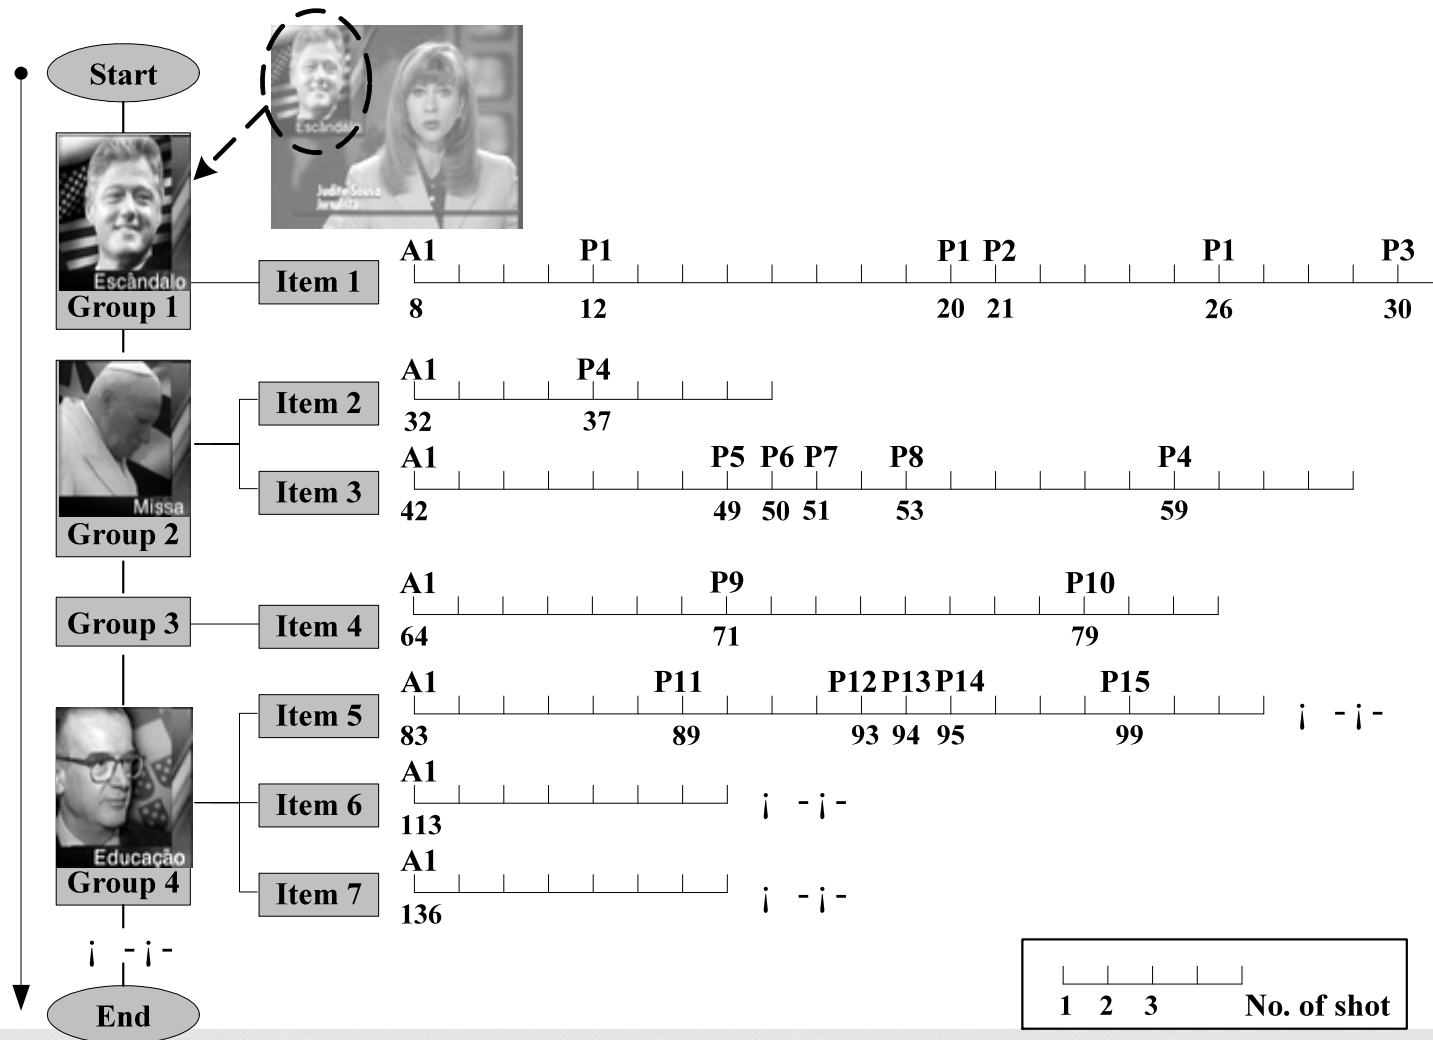 Start
Escândalo
Judite Sousa
Jornalista
Escândalo
Group 1
Item 1
A1 P1 P1 P2 P1 P3
8 12 20 21 26 30
Missa
Group 2
Item 2
A1 P4
32 37
Item 3
A1 P5 P6 P7 P8 P4
42 49 50 51 53 59
Group 3
Item 4
A1 P9 P10
64 71 79
Educação
Group 4
Item 5
A1 P11 P12 P13 P14 P15
83 89 93 94 95 99
¡ -¡-
Item 6
A1
113
¡ -¡-
Item 7
A1
136
¡ -¡-
¡ -¡-
End
1 2 3 No. of shot